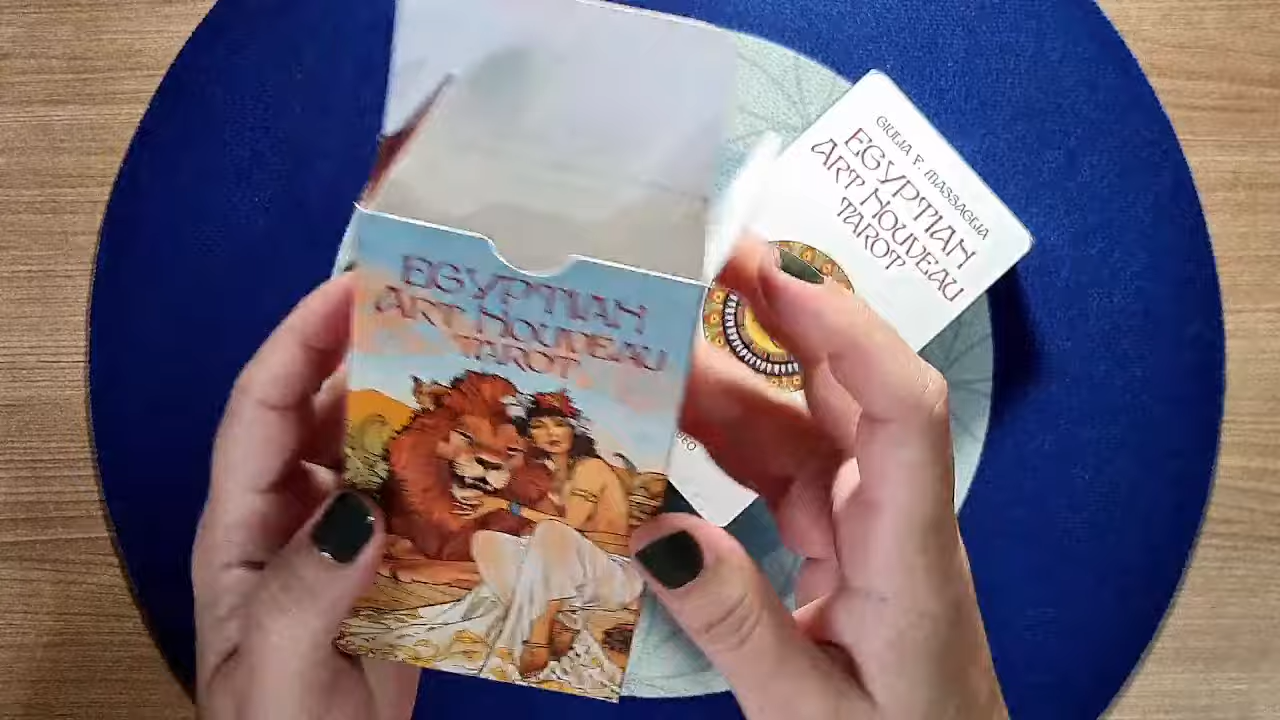 EGYPTIAN
ART NOUVEAU
TAROT
GIULIA F. MASSAGLIA
EGYPTIAN
ART NOUVEAU
TAROT